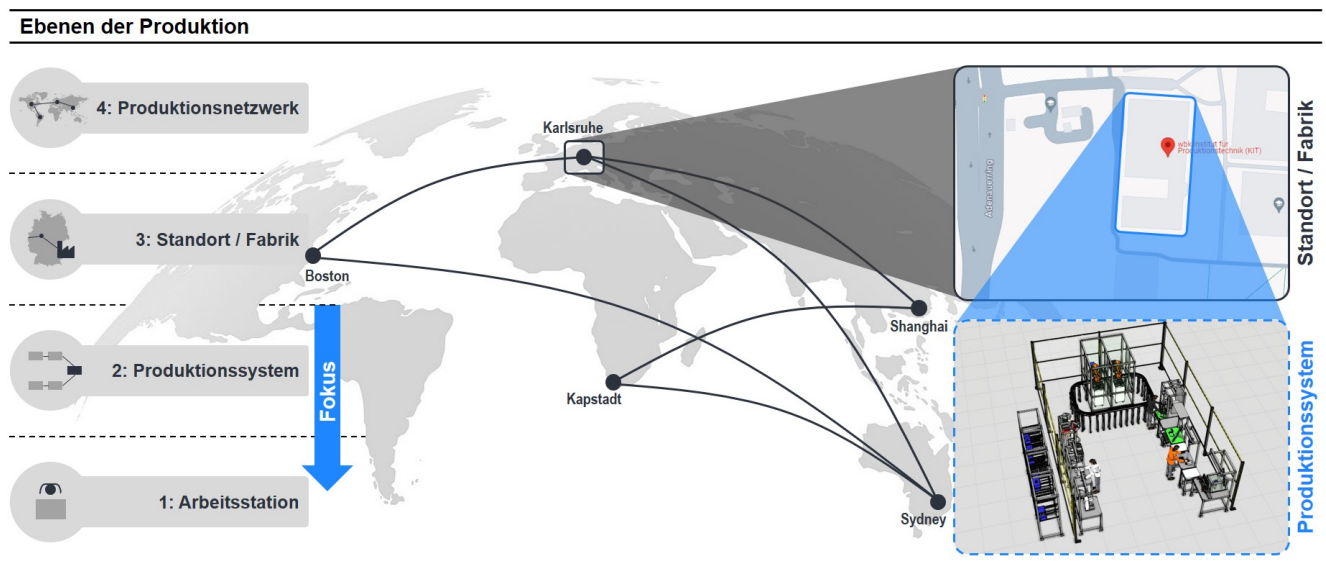 Ebenen der Produktion
4: Produktionsnetzwerk
3: Standort / Fabrik
2: Produktionssystem
1: Arbeitsstation
Fokus
Karlsruhe
Boston
Shanghai
Kapstadt
Sydney
Adenauerring
wbk Institut für
Produktionstechnik (KIT)
Standort / Fabrik
Produktionssystem